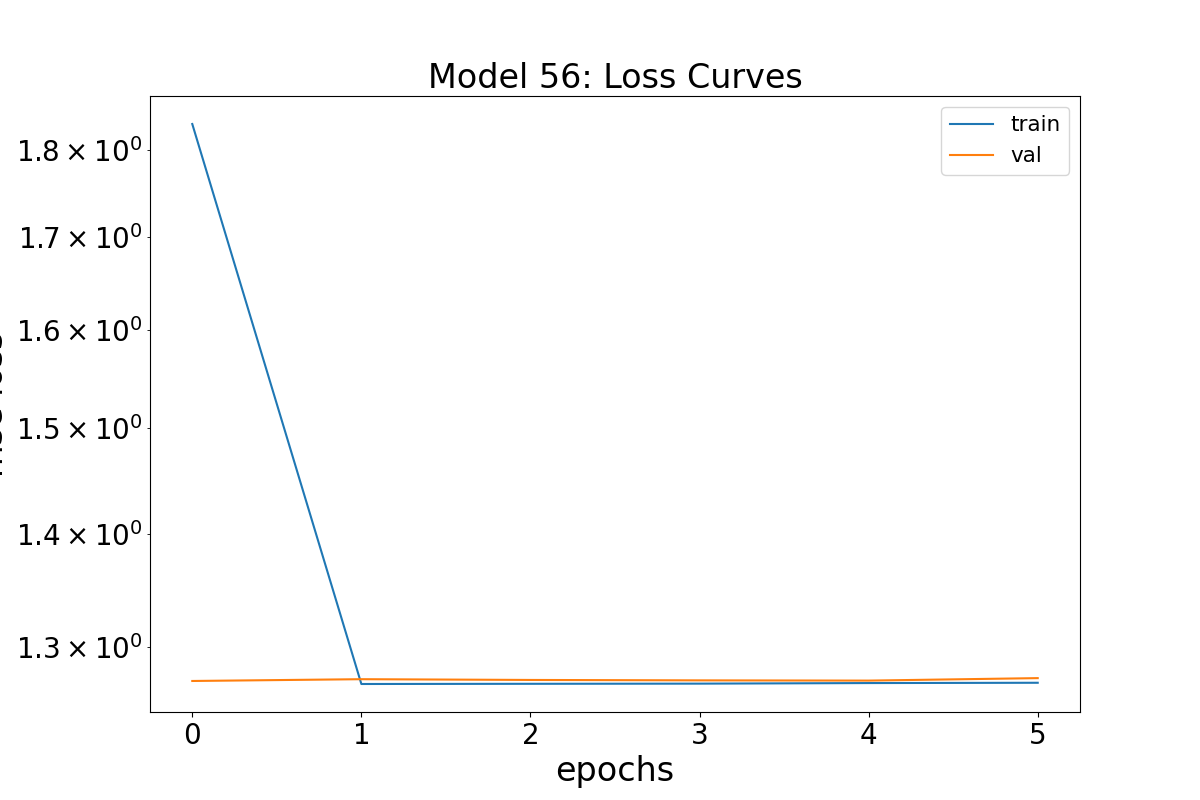 Model 56: Loss Curves
train
val
1.8 × 10⁰
1.7 × 10⁰
1.6 × 10⁰
1.5 × 10⁰
1.4 × 10⁰
1.3 × 10⁰
0 1 2 3 4 5
epochs